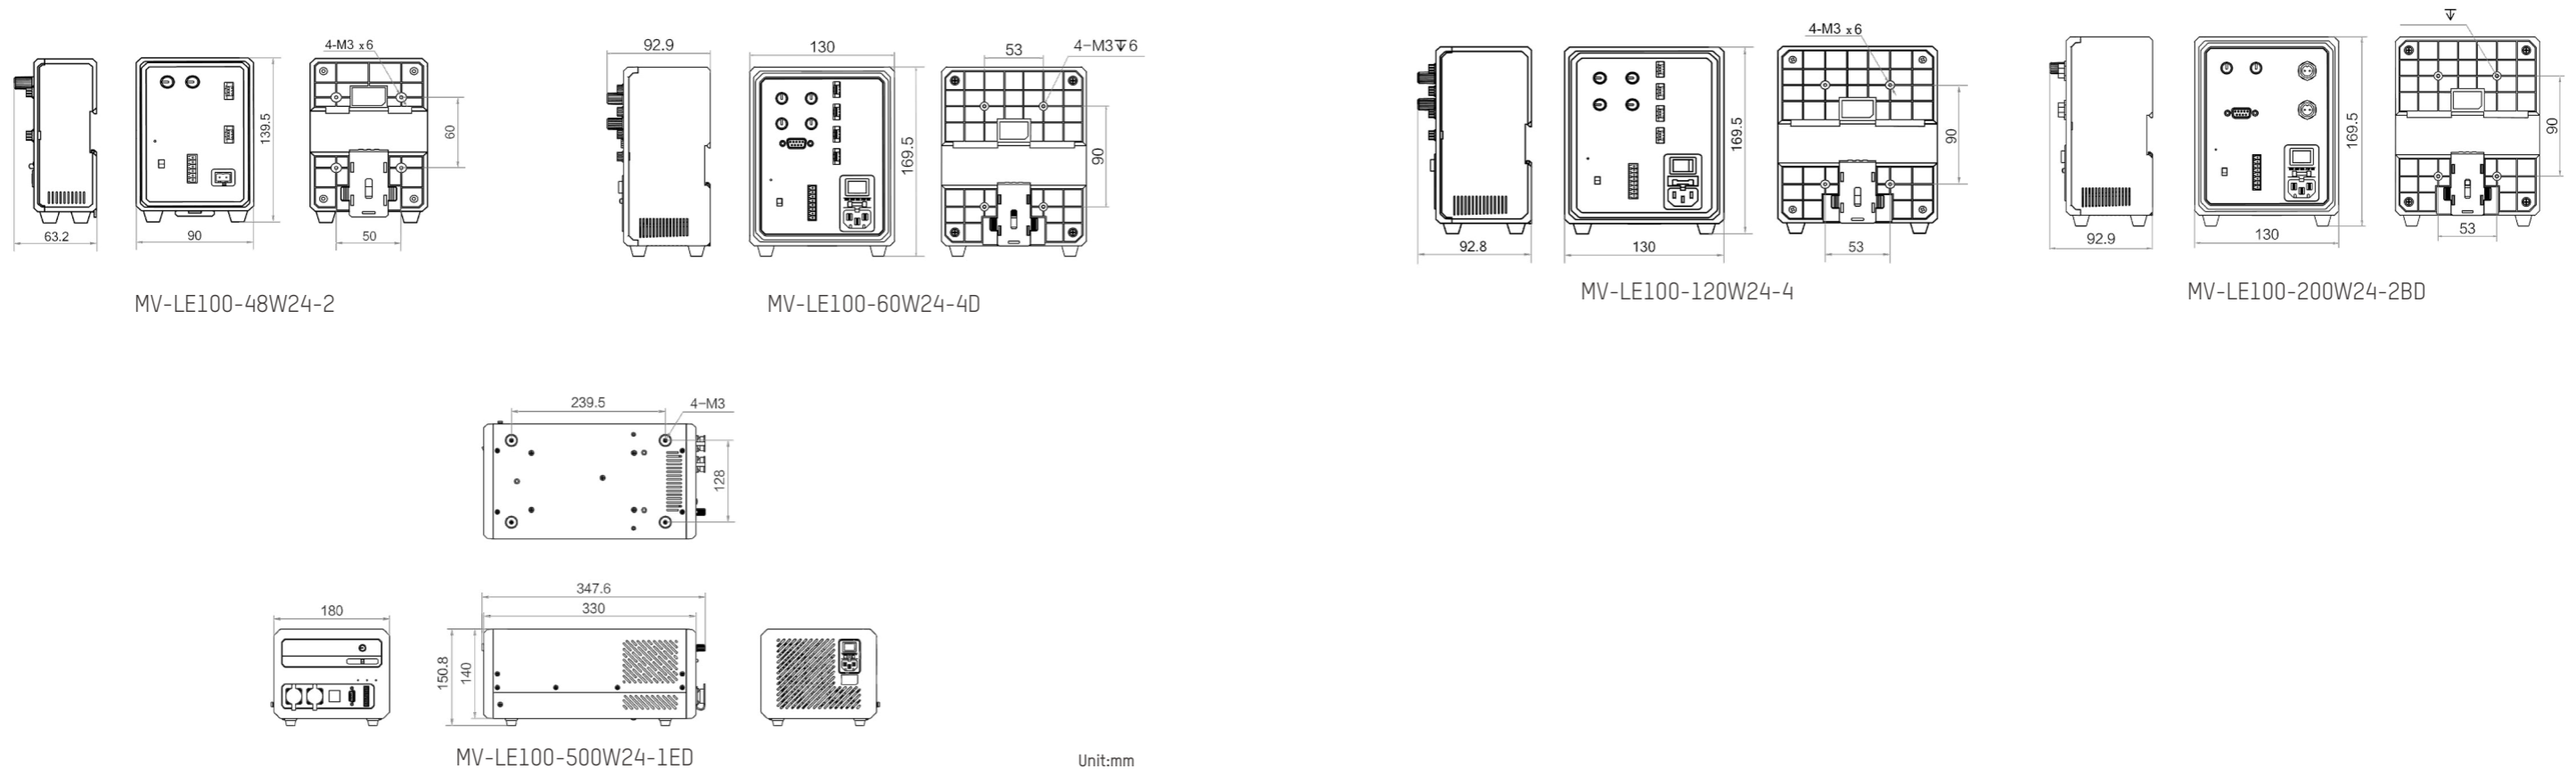 4-M3 x 6
139.5
60
63.2
90
50
MV-LE100-48W24-2
92.9
130
53
4-M3↧6
169.5
90
MV-LE100-60W24-4D
4-M3 x 6
169.5
90
92.8
130
53
MV-LE100-120W24-4
↧
169.5
90
92.9
130
53
MV-LE100-200W24-2BD
239.5
4-M3
128
347.6
180
330
150.8
140
MV-LE100-500W24-1ED
Unit:mm